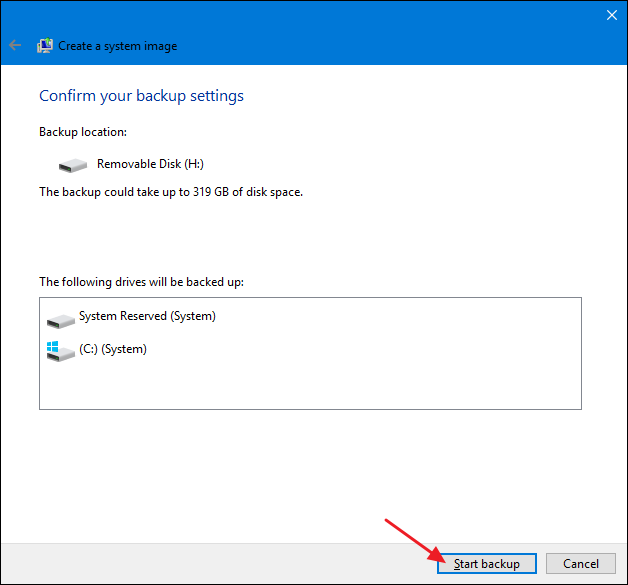 Create a system image
Confirm your backup settings
Backup location:
Removable Disk (H:)
The backup could take up to 319 GB of disk space.
The following drives will be backed up:
System Reserved (System)
(C:) (System)
Start backup
Cancel